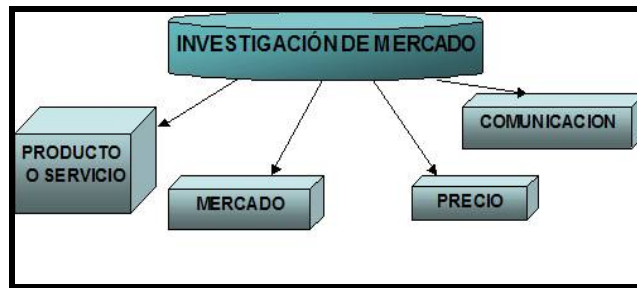 INVESTIGACIÓN DE MERCADO
COMUNICACION
PRODUCTO
O SERVICIO
MERCADO
PRECIO